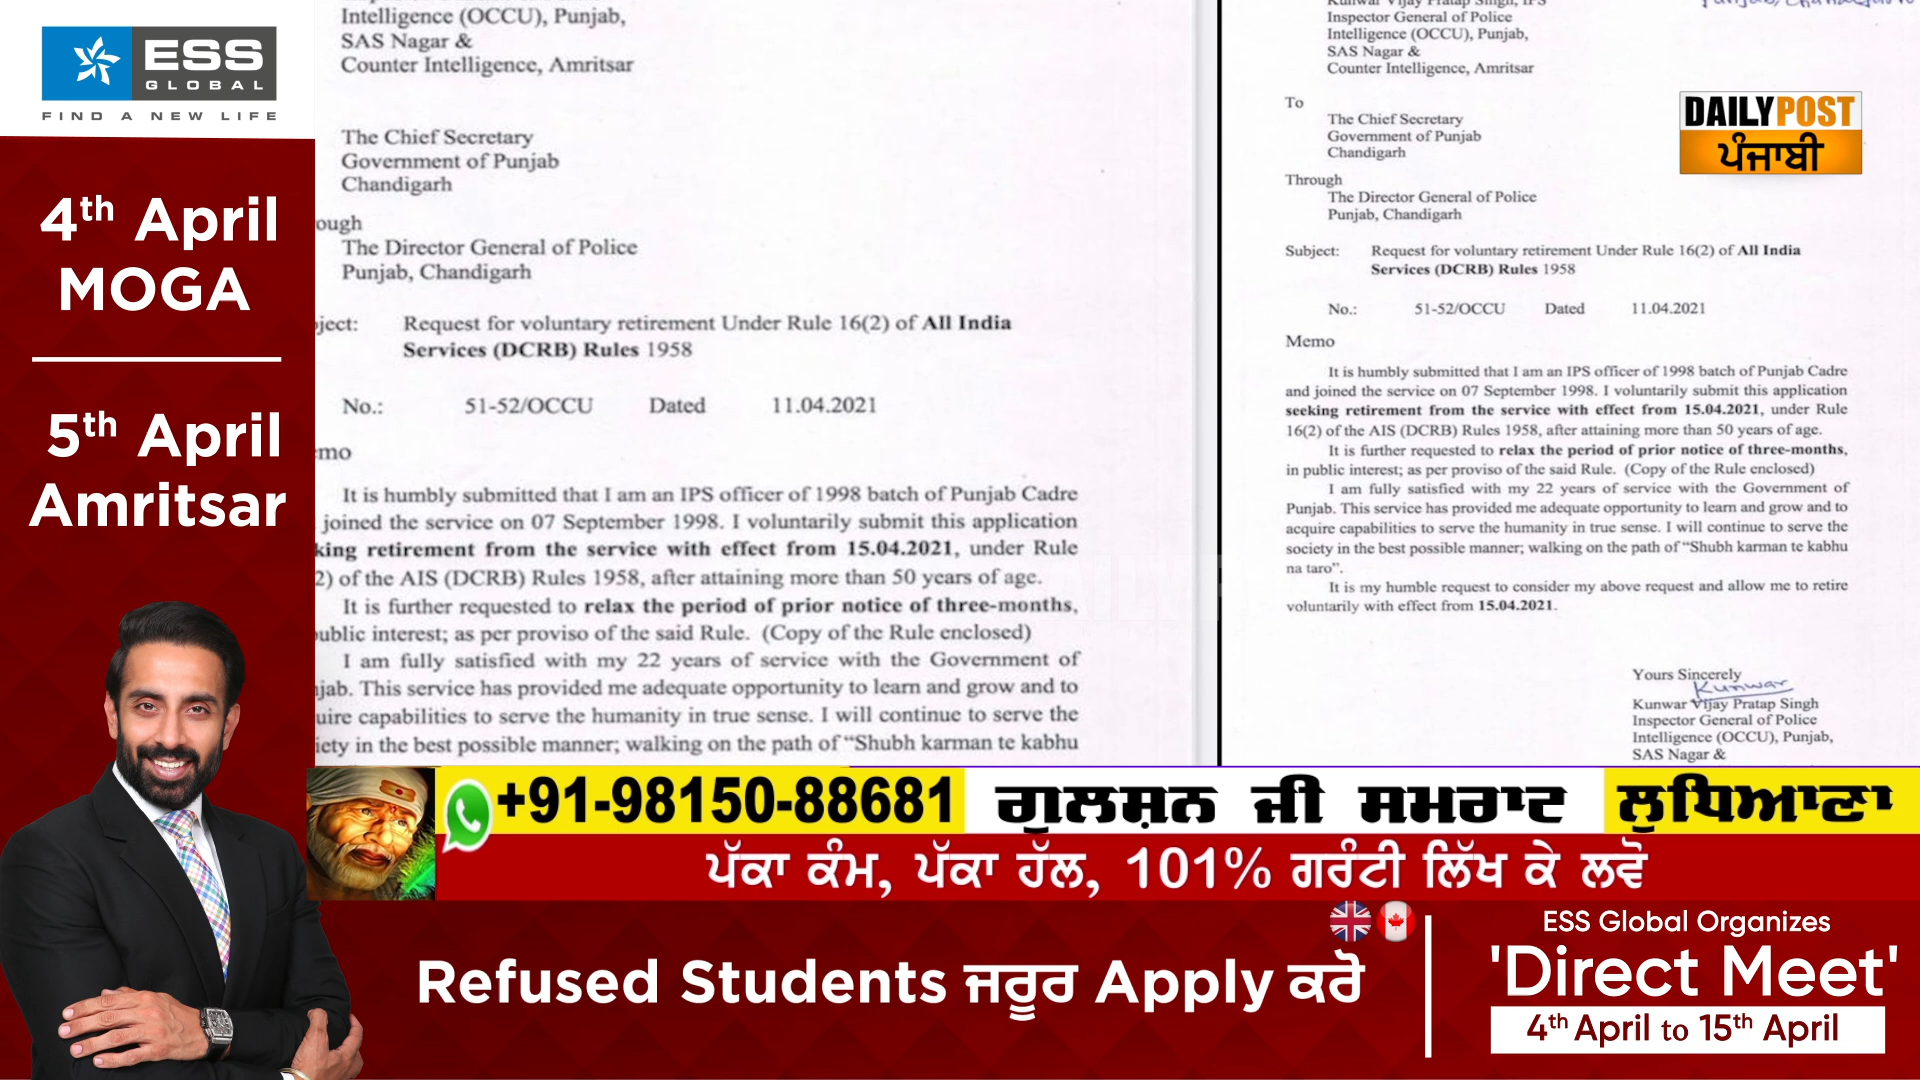 ESS
GLOBAL
FIND A NEW LIFE
4th April
MOGA
5th April
Amritsar
Intelligence (OCCU), Punjab,
SAS Nagar &
Counter Intelligence, Amritsar
The Chief Secretary
Government of Punjab
Chandigarh
ough
The Director General of Police
Punjab, Chandigarh
ject: Request for voluntary retirement Under Rule 16(2) of All India
Services (DCRB) Rules 1958
No.: 51-52/OCCU Dated 11.04.2021
mo
It is humbly submitted that I am an IPS officer of 1998 batch of Punjab Cadre
joined the service on 07 September 1998. I voluntarily submit this application
king retirement from the service with effect from 15.04.2021, under Rule
2) of the AIS (DCRB) Rules 1958, after attaining more than 50 years of age.
It is further requested to relax the period of prior notice of three-months,
ublic interest; as per proviso of the said Rule. (Copy of the Rule enclosed)
I am fully satisfied with my 22 years of service with the Government of
jab. This service has provided me adequate opportunity to learn and grow and to
uire capabilities to serve the humanity in true sense. I will continue to serve the
iety in the best possible manner; walking on the path of “Shubh karman te kabhu
Kunwar Vijay Pratap Singh, IPS
Inspector General of Police
Intelligence (OCCU), Punjab,
SAS Nagar &
Counter Intelligence, Amritsar
To
The Chief Secretary
Government of Punjab
Chandigarh
Through
The Director General of Police
Punjab, Chandigarh
Subject: Request for voluntary retirement Under Rule 16(2) of All India
Services (DCRB) Rules 1958
No.: 51-52/OCCU Dated 11.04.2021
Memo
It is humbly submitted that I am an IPS officer of 1998 batch of Punjab Cadre
and joined the service on 07 September 1998. I voluntarily submit this application
seeking retirement from the service with effect from 15.04.2021, under Rule
16(2) of the AIS (DCRB) Rules 1958, after attaining more than 50 years of age.
It is further requested to relax the period of prior notice of three-months,
in public interest; as per proviso of the said Rule. (Copy of the Rule enclosed)
I am fully satisfied with my 22 years of service with the Government of
Punjab. This service has provided me adequate opportunity to learn and grow and to
acquire capabilities to serve the humanity in true sense. I will continue to serve the
society in the best possible manner; walking on the path of “Shubh karman te kabhu
na taro”.
It is my humble request to consider my above request and allow me to retire
voluntarily with effect from 15.04.2021.
Yours Sincerely
Kunwar
Kunwar Vijay Pratap Singh
Inspector General of Police
Intelligence (OCCU), Punjab,
SAS Nagar &
DAILYPOST
ਪੰਜਾਬੀ
+91-98150-88681 ਗੁਲਸ਼ਨ ਜੀ ਸਮਰਾਟ ਲੁਧਿਆਣਾ
ਪੱਕਾ ਕੰਮ, ਪੱਕਾ ਹੱਲ, 101% ਗਰੰਟੀ ਲਿੱਖ ਕੇ ਲਵੋ
Refused Students ਜਰੂਰ Apply ਕਰੋ
ESS Global Organizes
'Direct Meet'
4th April to 15th April